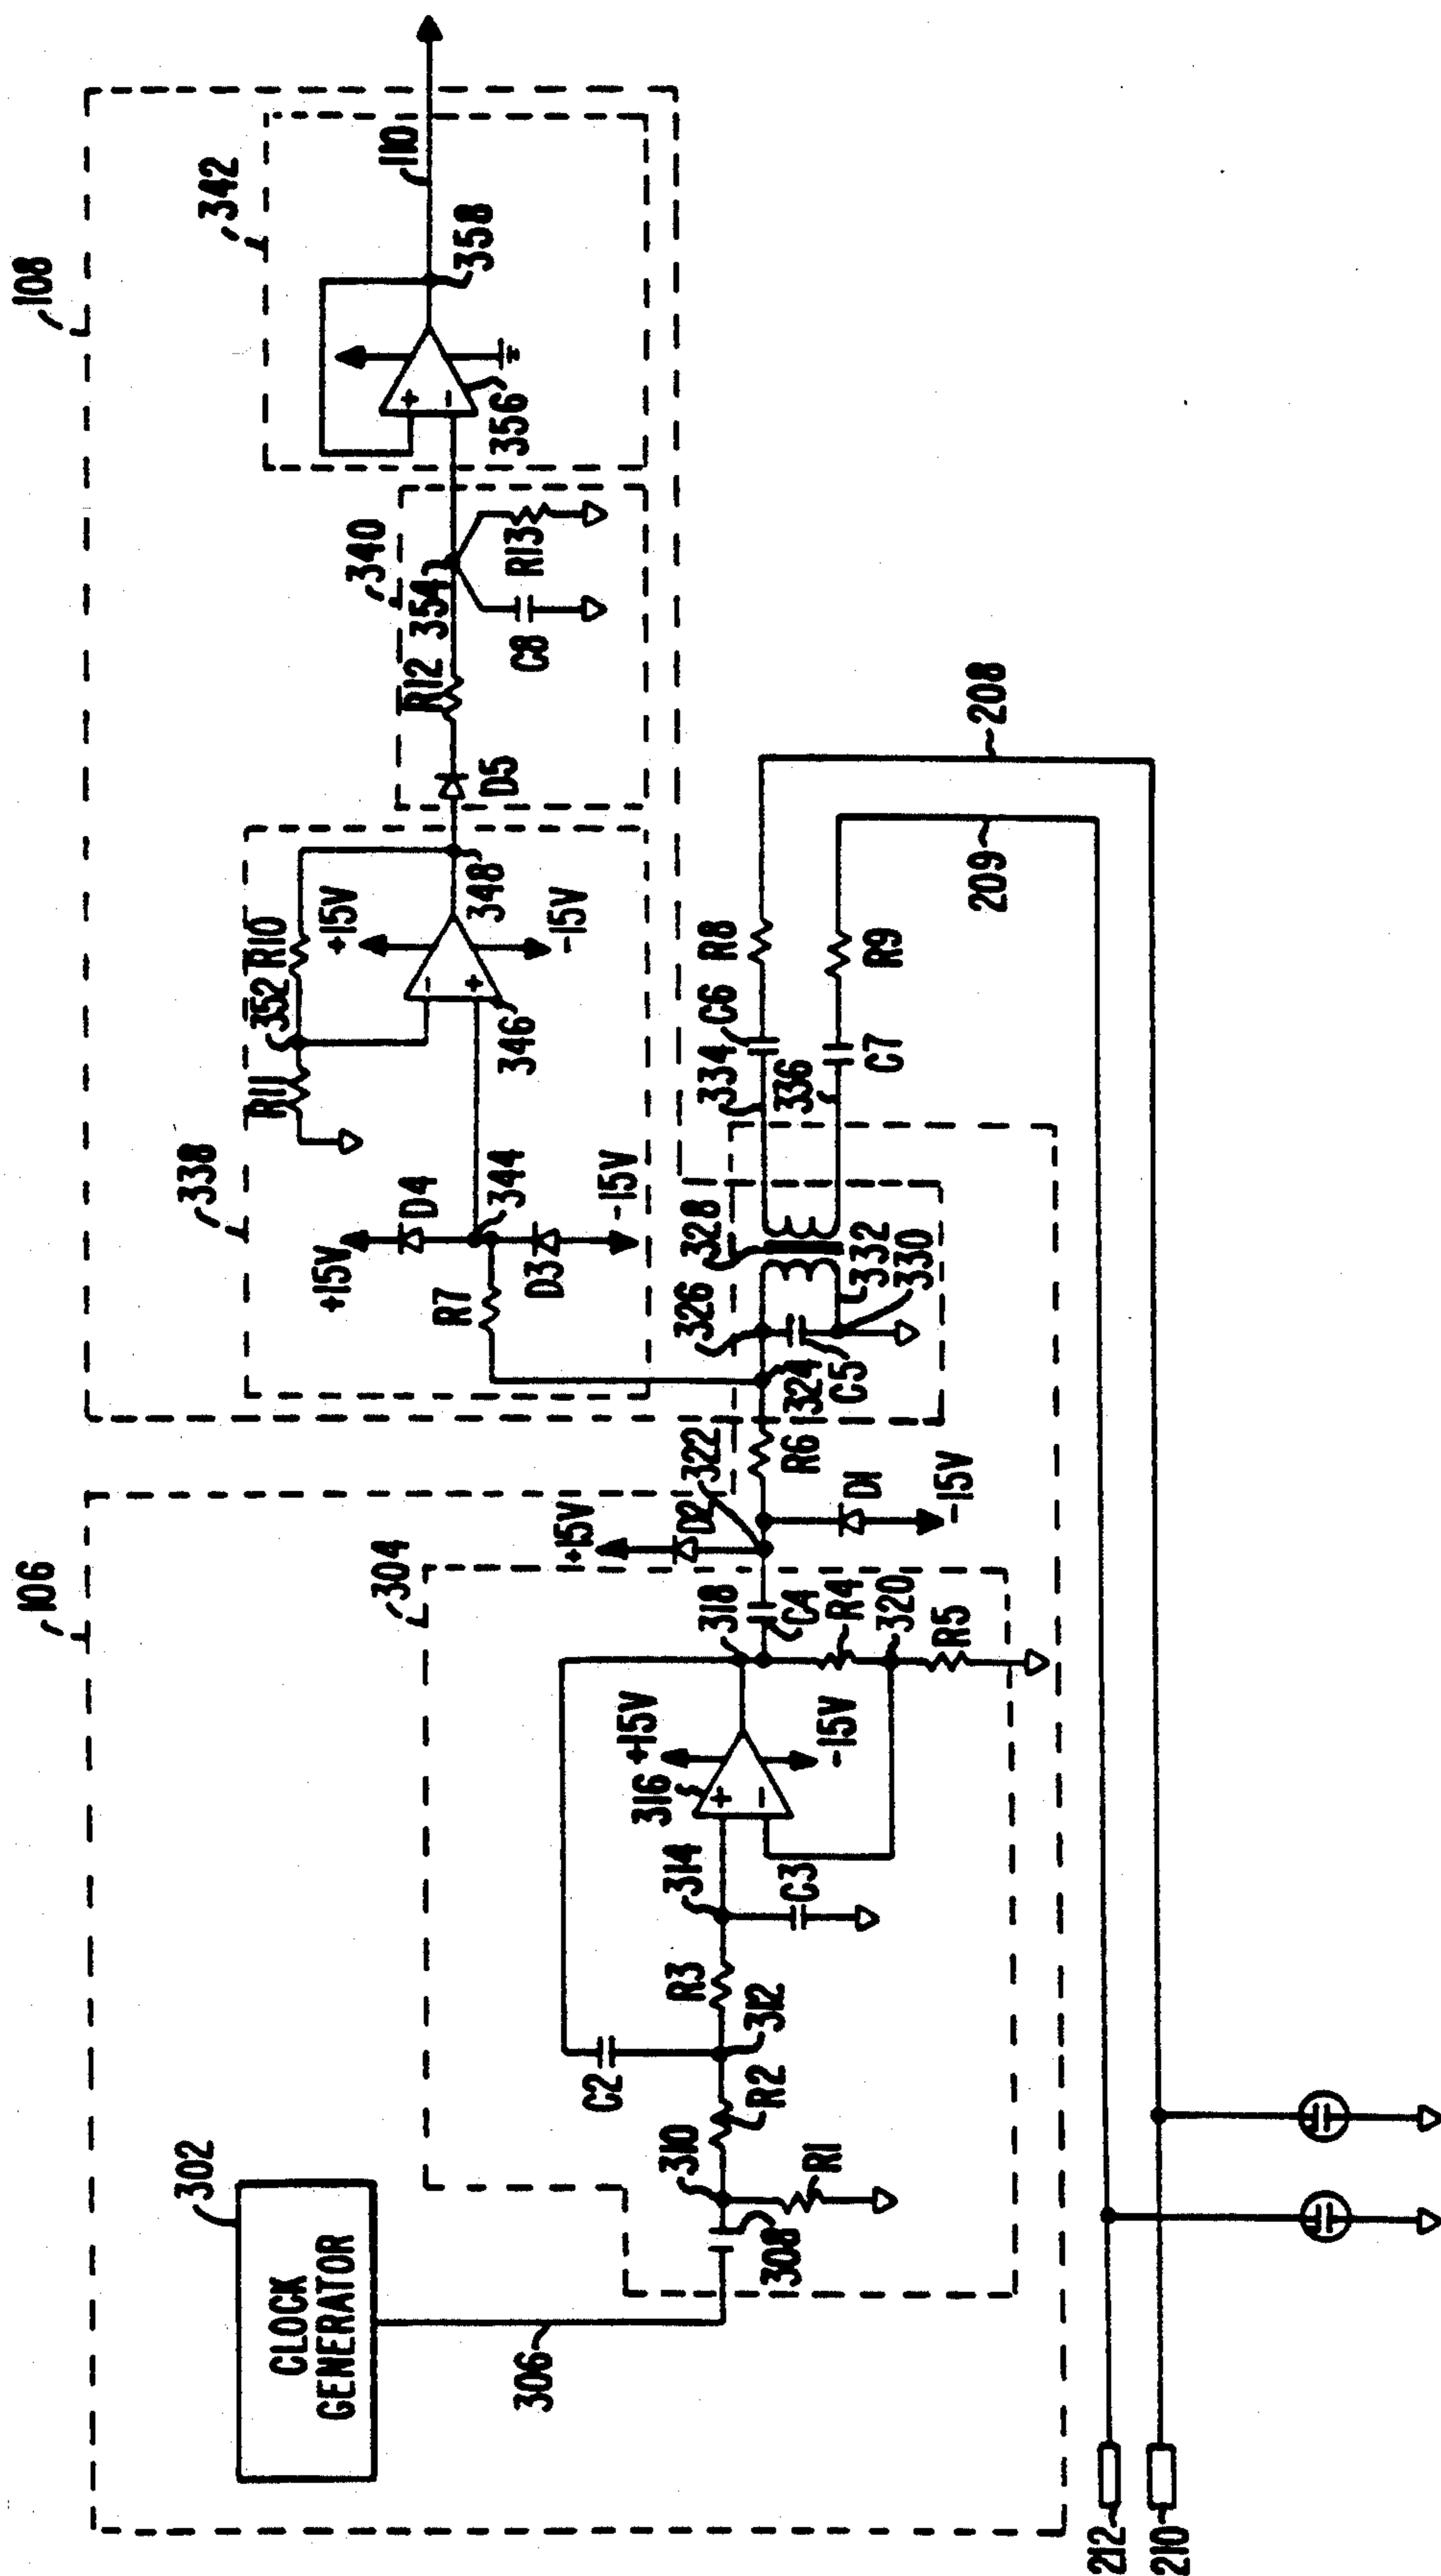 108
342
110
358
356
340
354
R13
R12
C8
D5
338
R11
352
R10
+15V
348
-15V
346
+15V
D4
344
R7
D3
-15V
208
209
334
C6
R8
336
C7
R9
328
326
332
330
324
C5
322
R6
106
304
+15V
D2
D1
-15V
318
C4
R4
320
R5
316
+15V
-15V
314
C3
R3
312
C2
R2
310
R1
308
302
CLOCK
GENERATOR
306
212
210